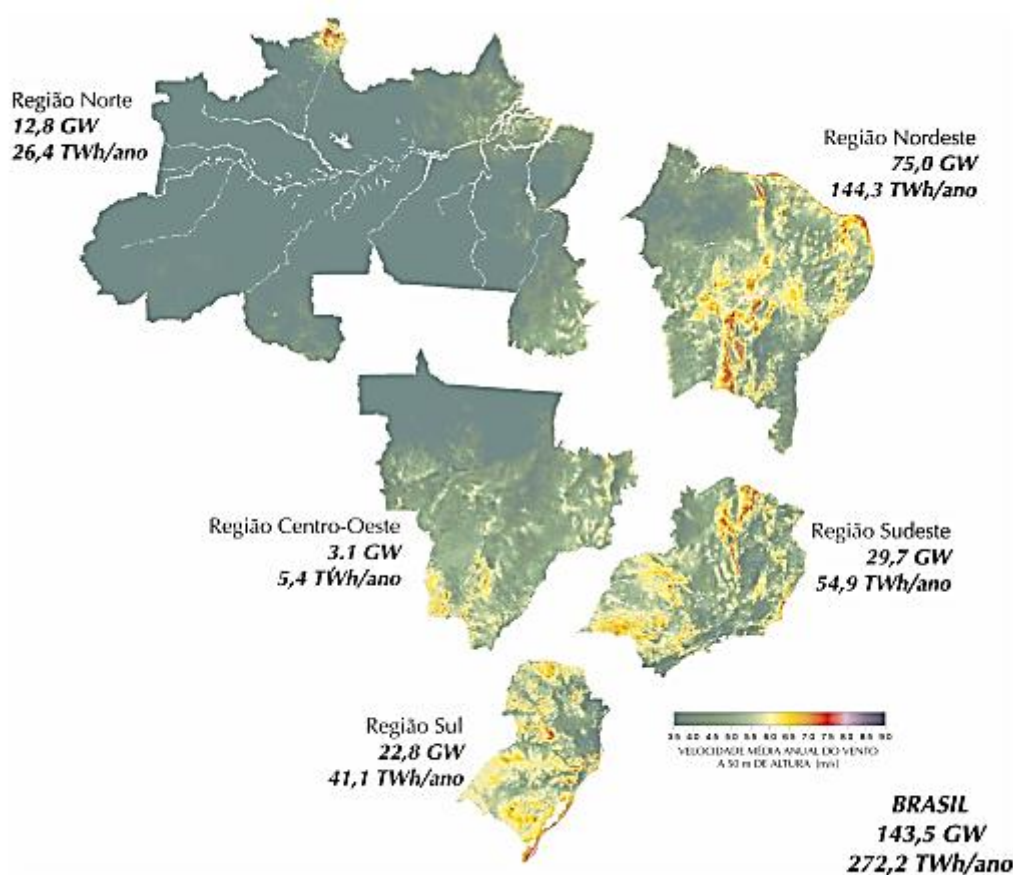 Região Norte
12,8 GW
26,4 TWh/ano
Região Nordeste
75,0 GW
144,3 TWh/ano
Região Centro-Oeste
3.1 GW
5,4 TWh/ano
Região Sudeste
29,7 GW
54,9 TWh/ano
Região Sul
22,8 GW
41,1 TWh/ano
VELOCIDADE MÉDIA ANUAL DO VENTO
A 50 m DE ALTURA (m/s)
BRASIL
143,5 GW
272,2 TWh/ano